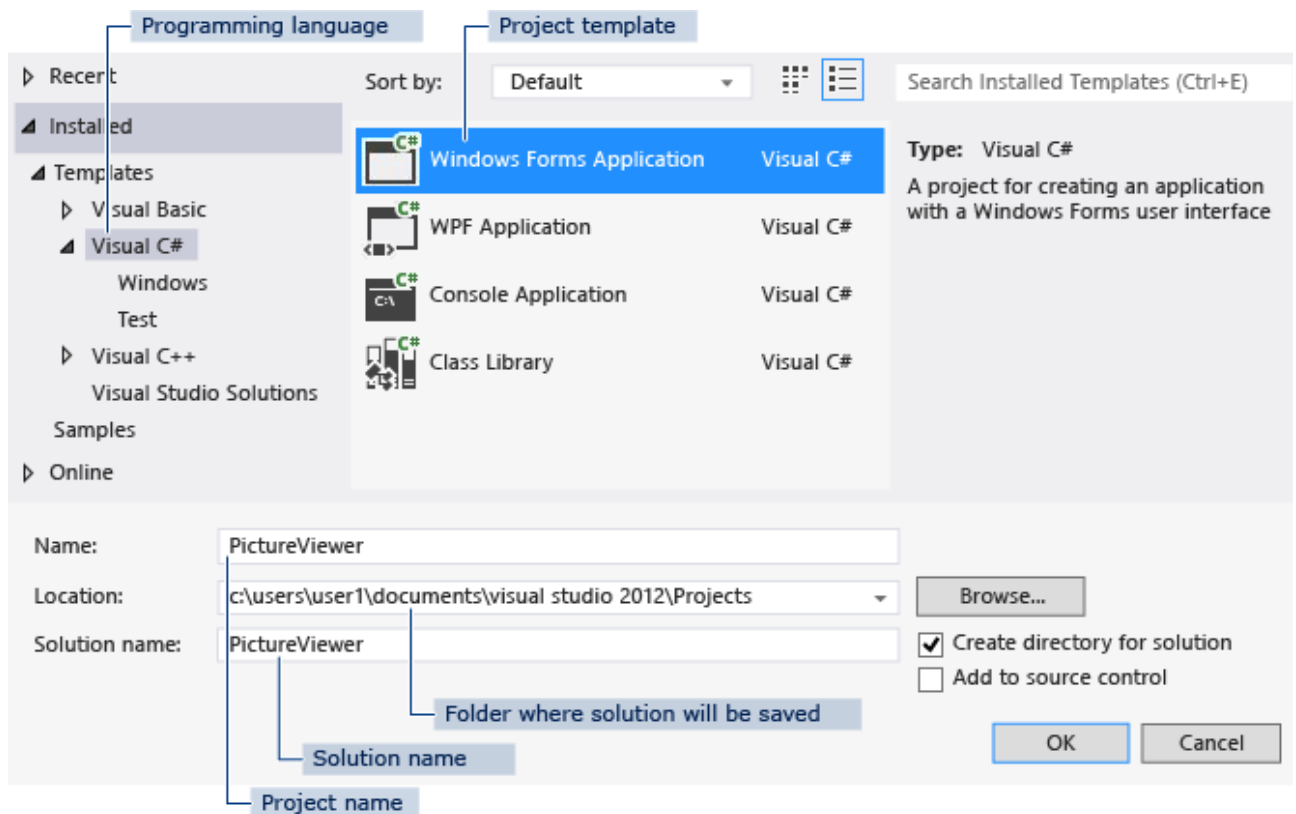 Programming language
Project template
Recent
Sort by:
Default
Search Installed Templates (Ctrl+E)
Installed
Templates
Visual Basic
Visual C#
Windows
Test
Visual C++
Visual Studio Solutions
Samples
Online
C#
Windows Forms Application
Visual C#
C#
WPF Application
Visual C#
C#
C:\
Console Application
Visual C#
C#
Class Library
Visual C#
Type: Visual C#
A project for creating an application
with a Windows Forms user interface
Name:
PictureViewer
Location:
c:\users\user1\documents\visual studio 2012\Projects
Browse...
Solution name:
PictureViewer
Create directory for solution
Add to source control
Folder where solution will be saved
OK
Cancel
Solution name
Project name